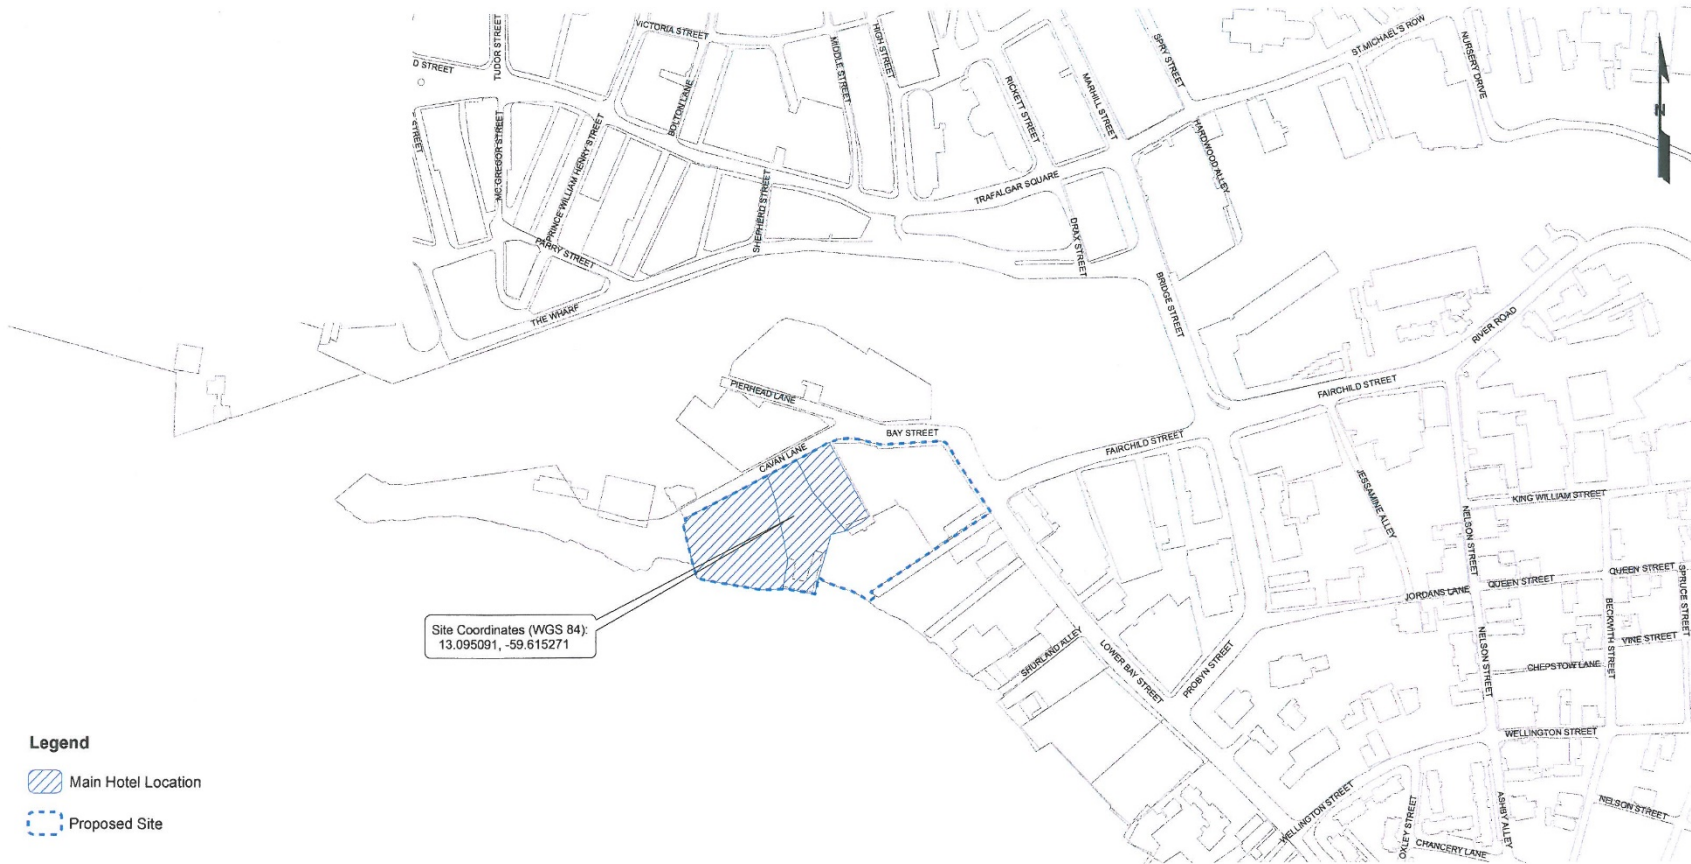 VICTORIA STREET
TUDOR STREET
D STREET
STREET
MC.GREGOR STREET
PRINCE WILLIAM HENRY STREET
BOLTON LANE
MIDDLE STREET
HIGH STREET
RICKETT STREET
MARHILL STREET
SPRY STREET
ST.MICHAEL'S ROW
NURSERY DRIVE
N
HARDWOOD ALLEY
TRAFALGAR SQUARE
SHEPHERD STREET
PARRY STREET
DRAX STREET
THE WHARF
BRIDGE STREET
RIVER ROAD
FAIRCHILD STREET
PIERHEAD LANE
BAY STREET
CAVAN LANE
FAIRCHILD STREET
JESSAMINE ALLEY
KING WILLIAM STREET
NELSON STREET
QUEEN STREET
QUEEN STREET
SPRUCE STREET
JORDANS LANE
BECKWITH STREET
VINE STREET
CHEPSTOW LANE
NELSON STREET
SHURLAND ALLEY
LOWER BAY STREET
PROBYN STREET
WELLINGTON STREET
WELLINGTON STREET
NELSON STREET
OXLEY STREET
ASHBY ALLEY
CHANCERY LANE
Site Coordinates (WGS 84):
13.095091, -59.615271
Legend
Main Hotel Location
Proposed Site